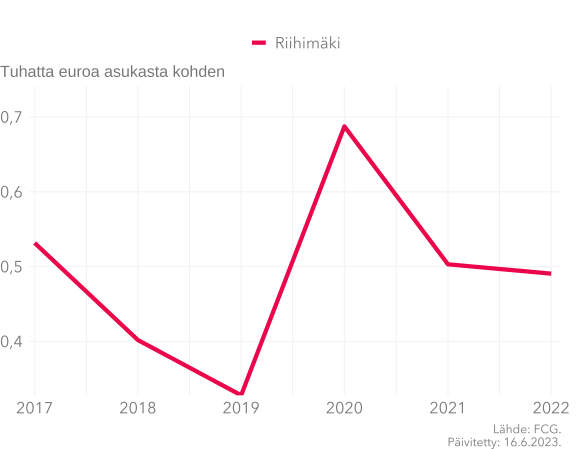 Riihimäki
Tuhatta euroa asukasta kohden
0,7
0,6
0,5
0,4
2017 2018 2019 2020 2021 2022
Lähde: FCG.
Päivitetty: 16.6.2023.